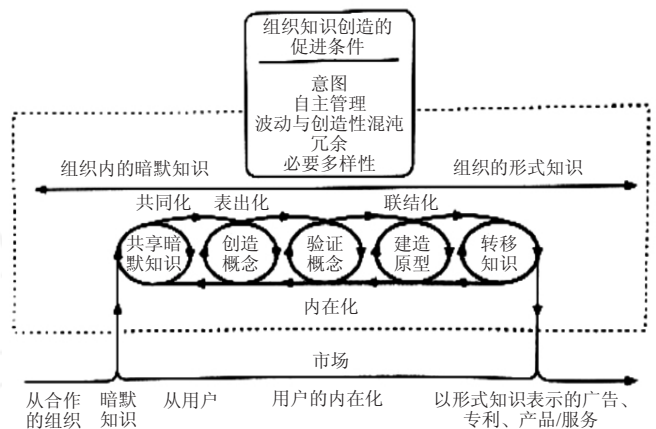 组织知识创造的
促进条件
意图
自主管理
波动与创造性混沌
冗余
必要多样性
组织内的暗默知识
组织的形式知识
共同化
表出化
联结化
共享暗
默知识
创造
概念
验证
概念
建造
原型
转移
知识
内在化
市场
从合作
的组织
暗默
知识
从用户
用户的内在化
以形式知识表示的广告、
专利、产品/服务